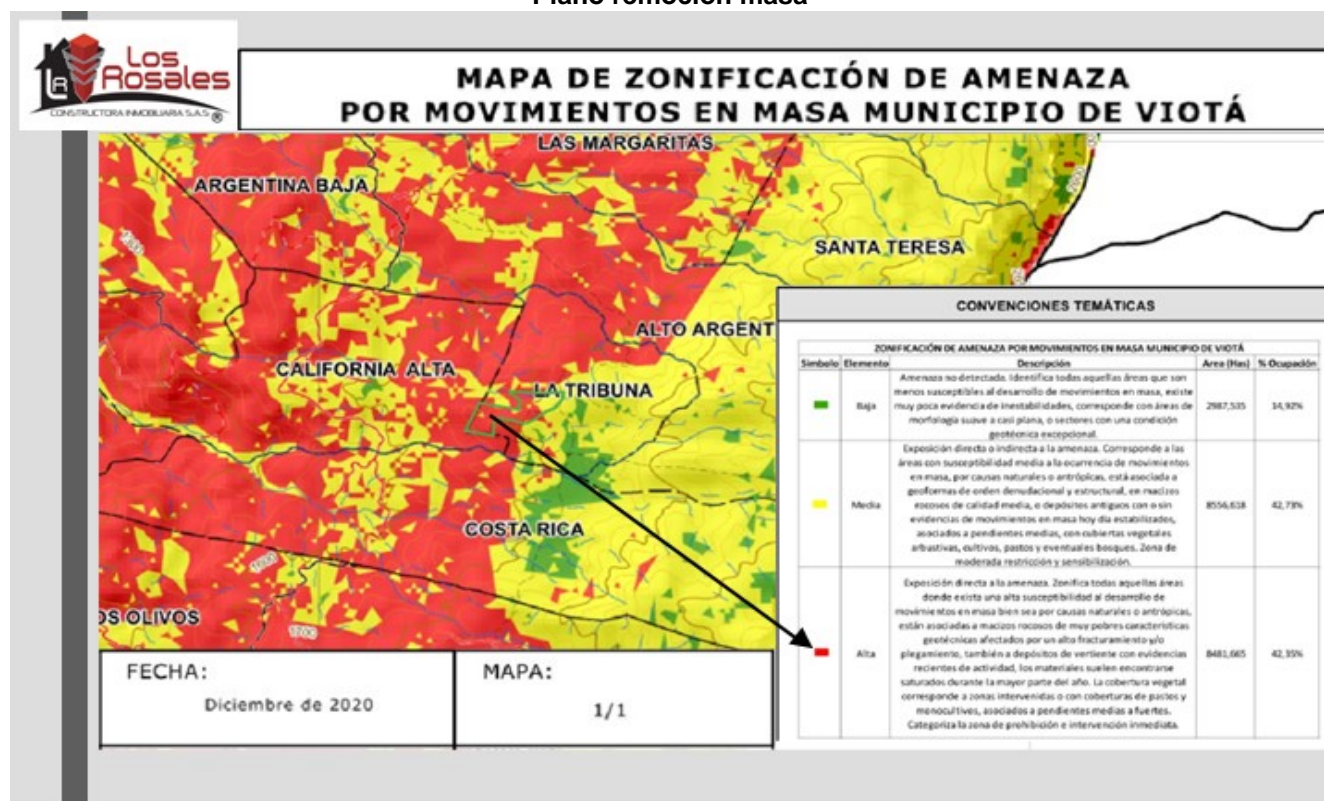 Plano remoción masa
Los
Rosales
LR
CONSTRUCTORA INMOBILIARIA S.A.S ®
MAPA DE ZONIFICACIÓN DE AMENAZA
POR MOVIMIENTOS EN MASA MUNICIPIO DE VIOTÁ
LAS MARGARITAS
ARGENTINA BAJA
SANTA TERESA
ALTO ARGENT
CALIFORNIA ALTA
LA TRIBUNA
COSTA RICA
OS OLIVOS
1700
FECHA:
Diciembre de 2020
MAPA:
1/1
CONVENCIONES TEMÁTICAS
ZONIFICACIÓN DE AMENAZA POR MOVIMIENTOS EN MASA MUNICIPIO DE VIOTÁ
Simbolo Elemento Descripción Area (Has) % Ocupación
Baja
Amenaza no detectada. Identifica todas aquellas áreas que son
menos susceptibles al desarrollo de movimientos en masa, existe
muy poca evidencia de inestabilidades, corresponde con áreas de
morfología suave a casi plana, o sectores con una condición
geotécnica excepcional.
2987,535 14,92%
Media
Exposición directa o indirecta a la amenaza. Corresponde a las
áreas con susceptibilidad media a la ocurrencia de movimientos
en masa, por causas naturales o antrópicas, está asociada a
geoformas de orden denudacional y estructural, en macizos
rocosos de calidad media, o depósitos antiguos con o sin
evidencias de movimientos en masa hoy día estabilizados,
asociados a pendientes medias, con cubiertas vegetales
arbustivas, cultivos, pastos y eventuales bosques. Zona de
moderada restricción y sensibilización.
8556,618 42,73%
Alta
Exposición directa a la amenaza. Zonifica todas aquellas áreas
donde exista una alta susceptibilidad al desarrollo de
movimientos en masa bien sea por causas naturales o antrópicas,
están asociadas a macizos rocosos de muy pobres características
geotécnicas afectados por un alto fracturamiento y/o
plegamiento, también a depósitos de vertiente con evidencias
recientes de actividad, los materiales suelen encontrarse
saturados durante la mayor parte del año. La cobertura vegetal
corresponde a zonas intervenidas o con coberturas de pastos y
monocultivos, asociados a pendientes medias a fuertes.
Categoriza la zona de prohibición e intervención inmediata.
8481,665 42,35%